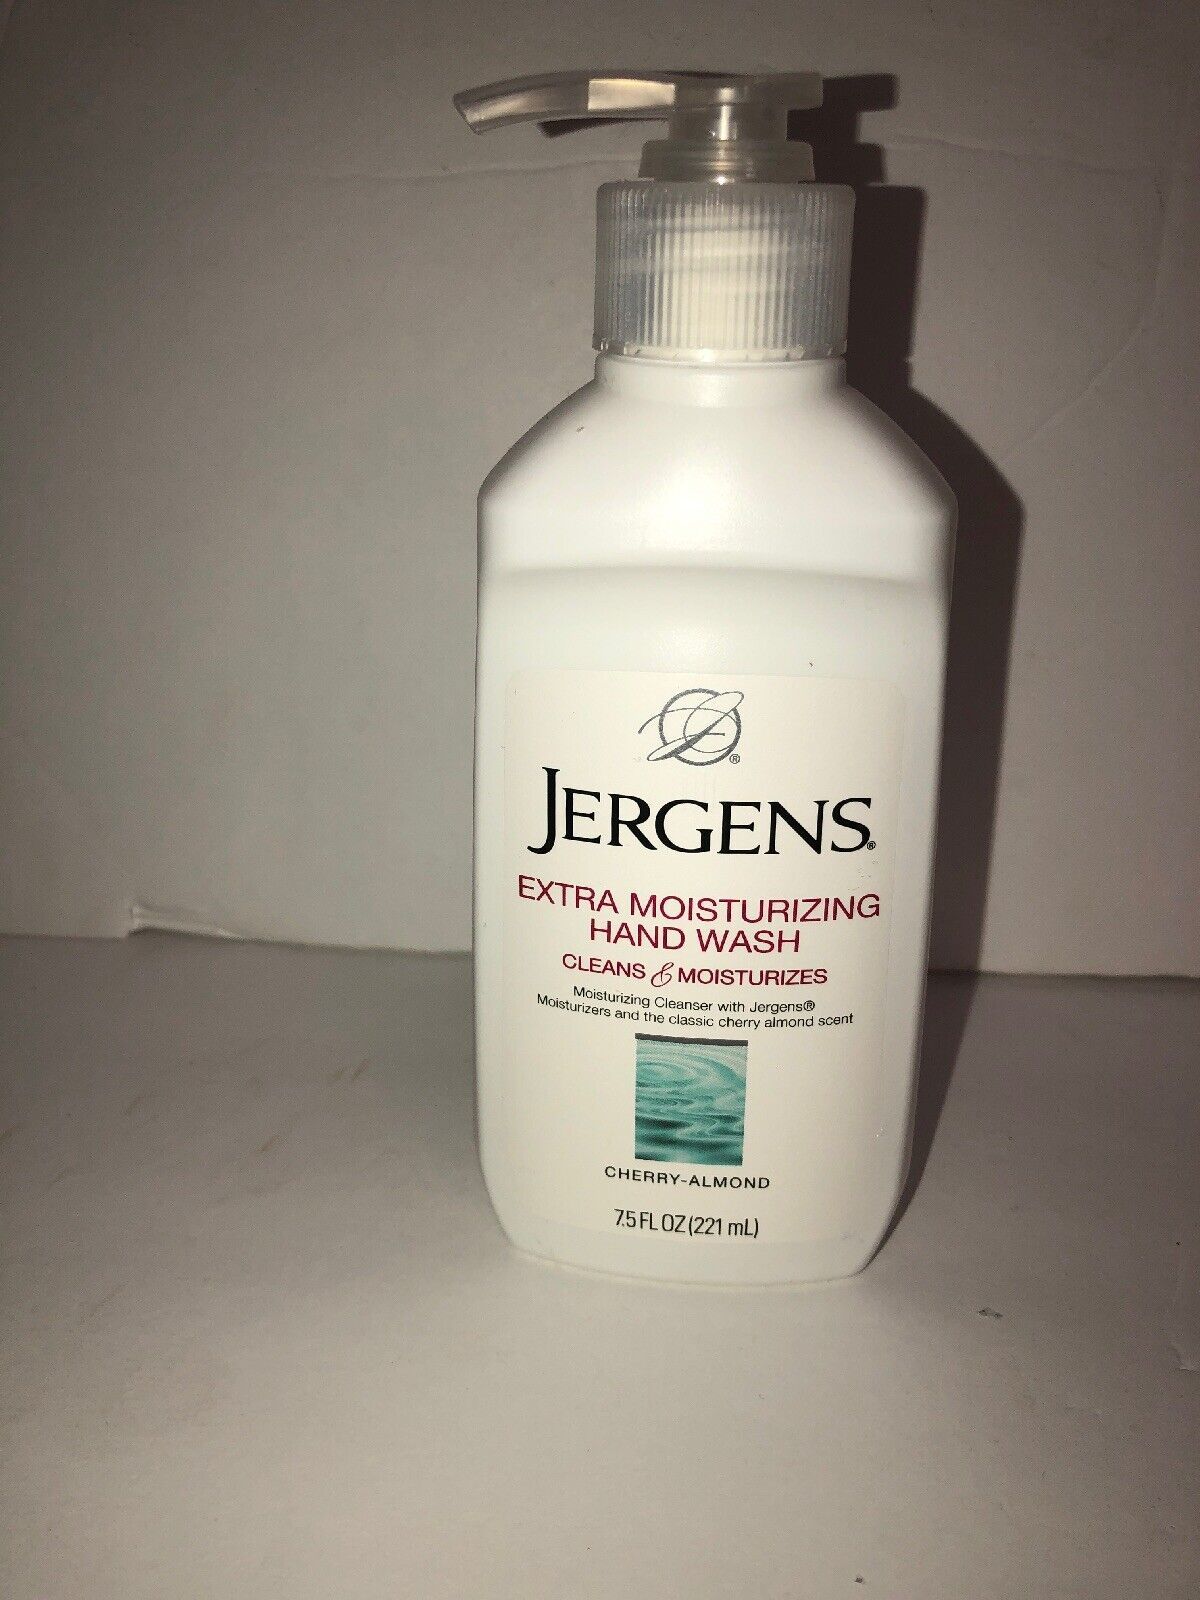 ®
JERGENS®
EXTRA MOISTURIZING
HAND WASH
CLEANS & MOISTURIZES
Moisturizing Cleanser with Jergens®
Moisturizers and the classic cherry almond scent
CHERRY-ALMOND
7.5 FL OZ (221 mL)